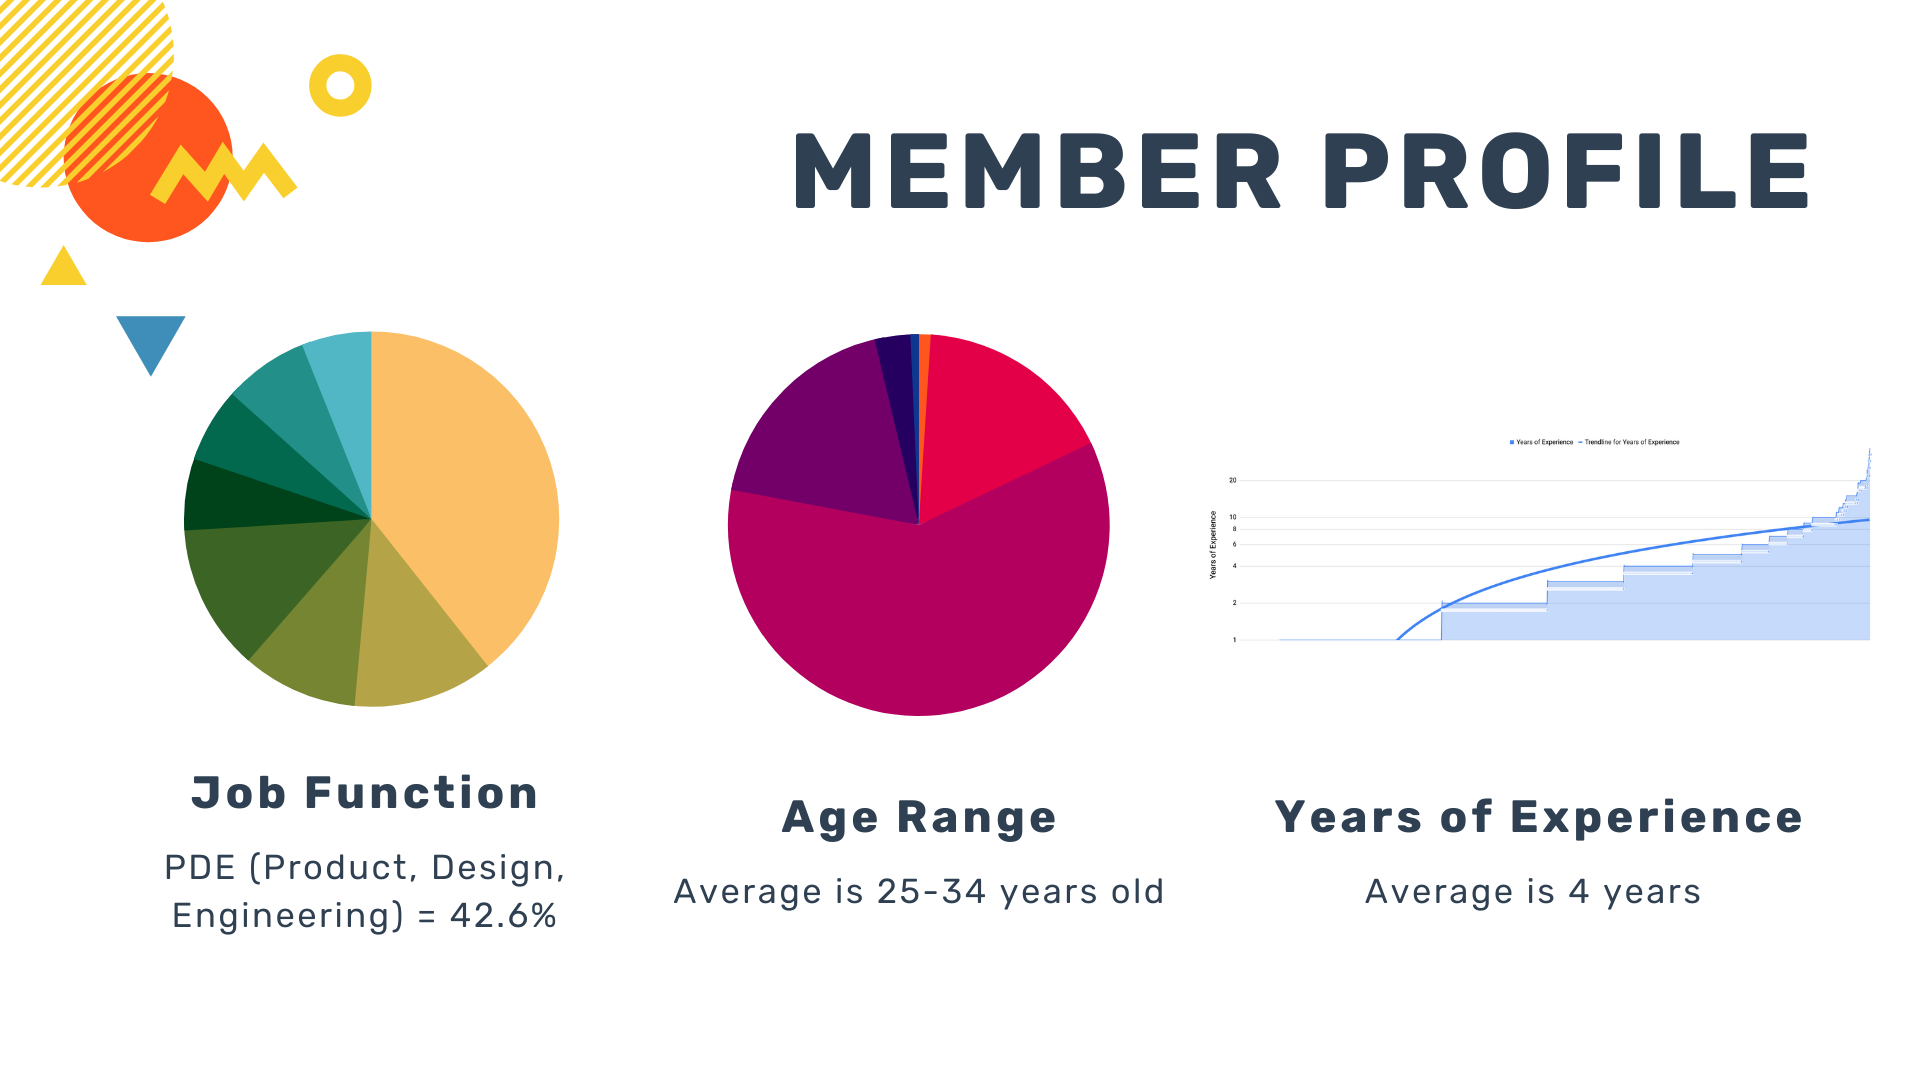 MEMBER PROFILE
Job Function
PDE (Product, Design,
Engineering) = 42.6%
Age Range
Average is 25-34 years old
Years of Experience
Trendline for Years of Experience
Years of Experience
20
10
8
6
4
2
1
Years of Experience
Average is 4 years